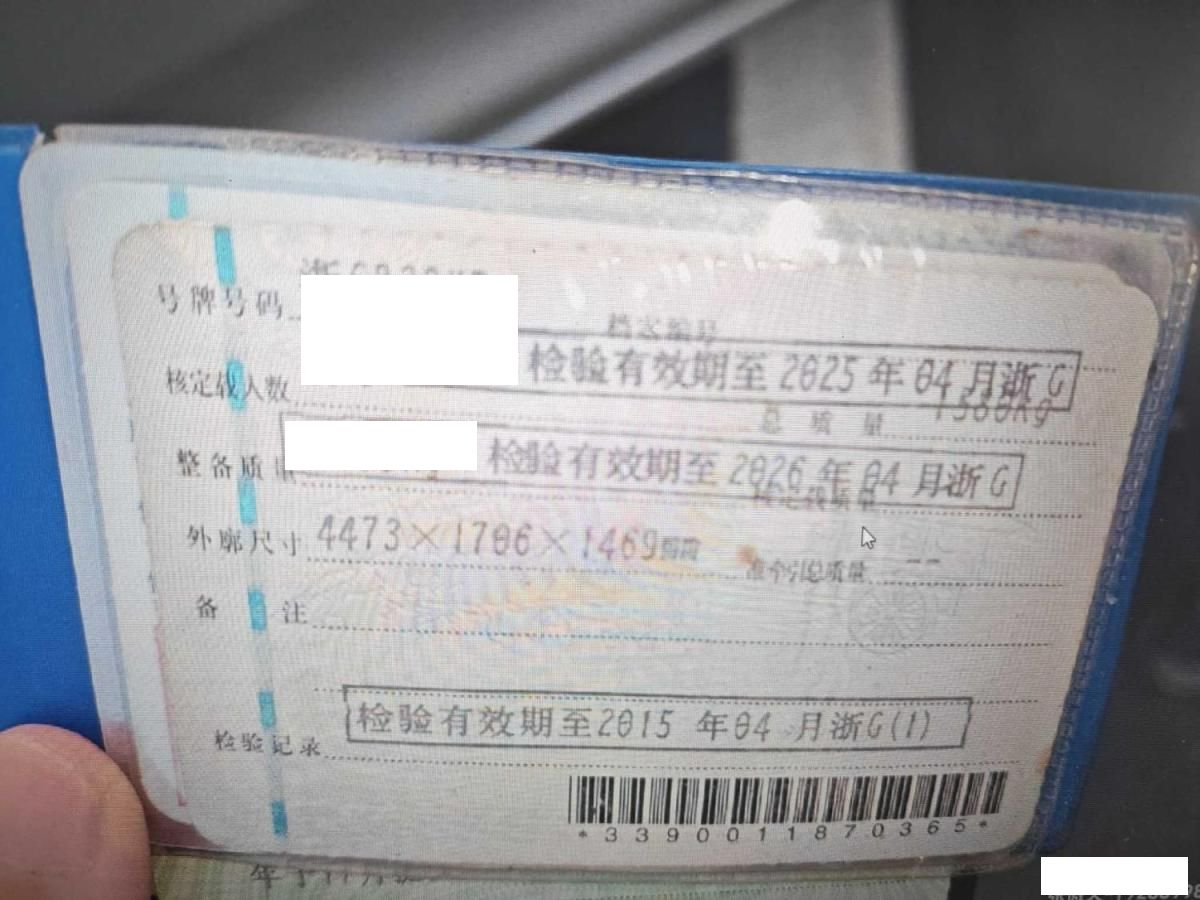 号牌号码
档案编号
检验有效期至2025年04月浙G
核定载人数
总质量
检验有效期至2026年04月浙G
整备质量
核定载质量
外廓尺寸 4473×1706×1469mm
准牵引总质量 --
备注
检验有效期至2015年04月浙G(1)
检验记录
*3390011870365*